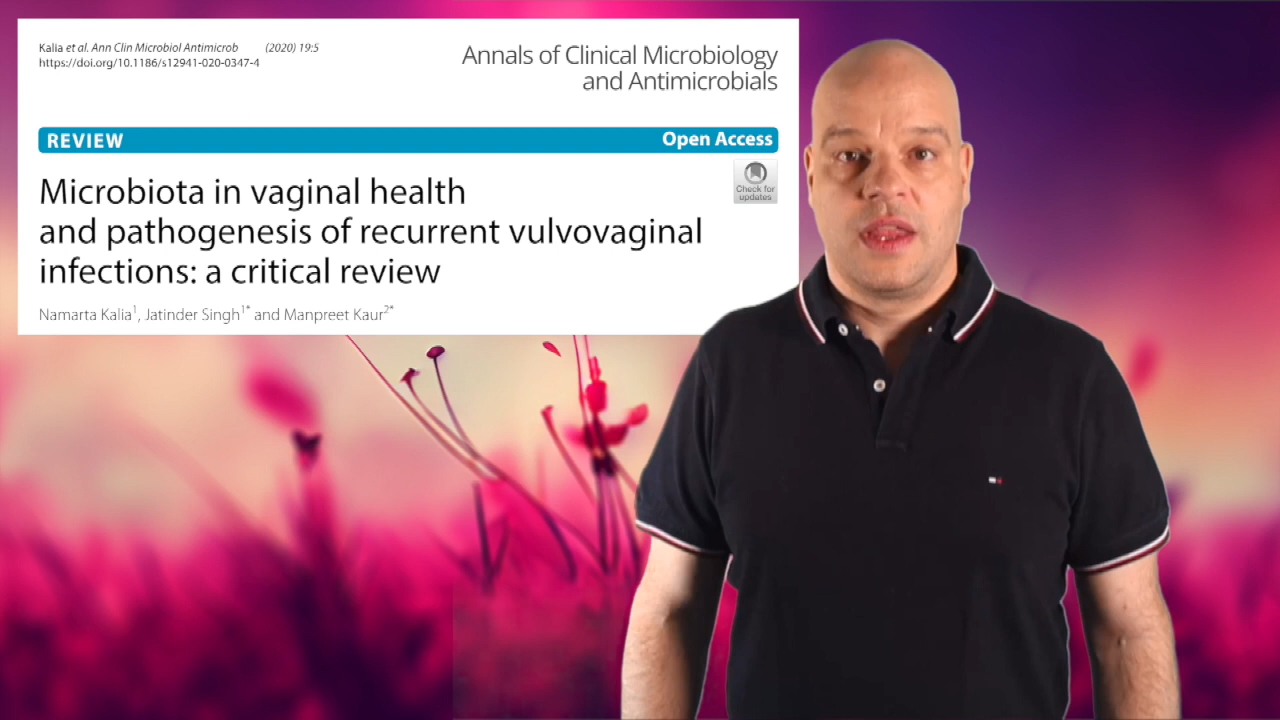 Kalia et al. Ann Clin Microbiol Antimicrob (2020) 19:5
https://doi.org/10.1186/s12941-020-0347-4
Annals of Clinical Microbiology
and Antimicrobials
REVIEW Open Access
Check for
updates
Microbiota in vaginal health
and pathogenesis of recurrent vulvovaginal
infections: a critical review
Namarta Kalia1, Jatinder Singh1* and Manpreet Kaur2*